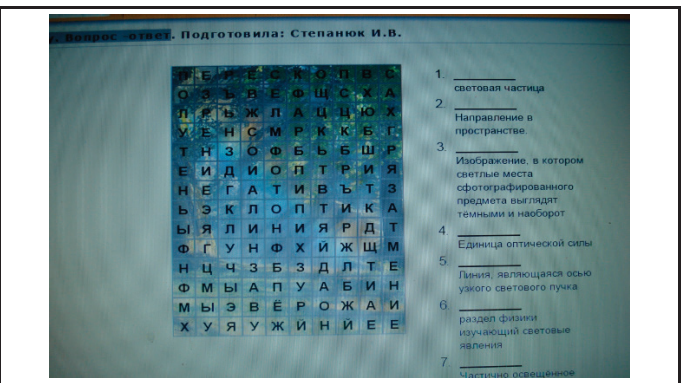 6. Вопрос ответ. Подготовила: Степанюк И.В.
П Е Р Е С К О П В С
О З Ъ В Е Ф Щ С Х А
Л Р Ь Ж Л А Ц Ц Ю Х
У Е Н С М Р К К Б Г
Т Н З О Ф Б Ь Б Ш Р
Е И Д И О П Т Р И Я
Н Е Г А Т И В Ъ Т З
Ь Э К Л О П Т И К А
Ы Я Л И Н И Я Р Д Т
Ф Г У Н Ф Х Й Ж Щ М
Н Ц Ч З Б З Д Л Т Е
Ф М Ы А П У А Б И Н
М Ы Э В Ё Р О Ж А И
Х У Я У Ж Й Н Й Е Е
1.
световая частица
2.
Направление в
пространстве.
3.
Изображение, в котором
светлые места
сфотографированного
предмета выглядят
тёмными и наоборот
4.
Единица оптической силы
5.
Линия, являющаяся осью
узкого светового пучка
6.
раздел физики
изучающий световые
явления
7.
Частично освещённое